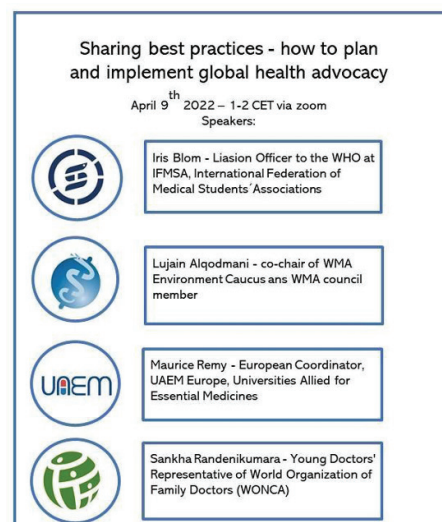 Sharing best practices - how to plan
and implement global health advocacy
April 9th 2022 – 1-2 CET via zoom
Speakers:
Iris Blom - Liasion Officer to the WHO at
IFMSA, International Federation of
Medical Students´Associations
Lujain Alqodmani - co-chair of WMA
Environment Caucus ans WMA council
member
UAEM
Maurice Remy - European Coordinator,
UAEM Europe, Universities Allied for
Essential Medicines
Sankha Randenikumara - Young Doctors'
Representative of World Organization of
Family Doctors (WONCA)